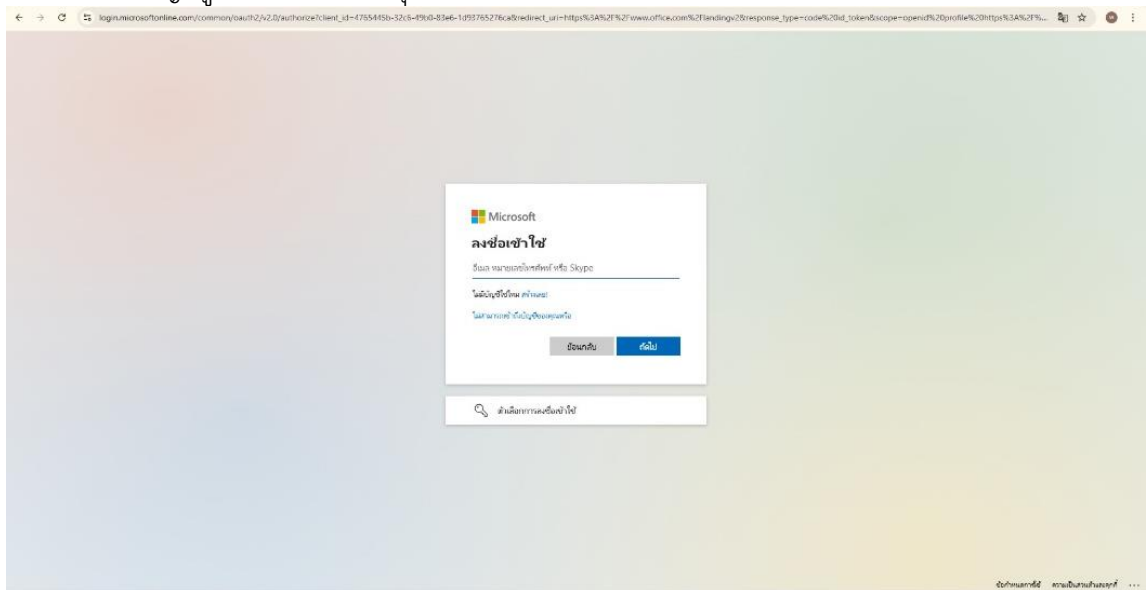 login.microsoftonline.com/common/oauth2/v2.0/authorize?client_id=4765445b-32c6-49b0-83e6-1d93765276ca&redirect_uri=https%3A%2F%2Fwww.office.com%2Flandingv2&response_type=code%20id_token&scope=openid%20profile%20https%3A%2F%...
Microsoft
ลงชื่อเข้าใช้
อีเมล หมายเลขโทรศัพท์ หรือ Skype
ไม่มีบัญชีใช่ไหม สร้างเลย!
ไม่สามารถเข้าถึงบัญชีของคุณหรือ
ย้อนกลับ ถัดไป
ตัวเลือกการลงชื่อเข้าใช้
ข้อกำหนดการใช้ ความเป็นส่วนตัวและคุกกี้ ...